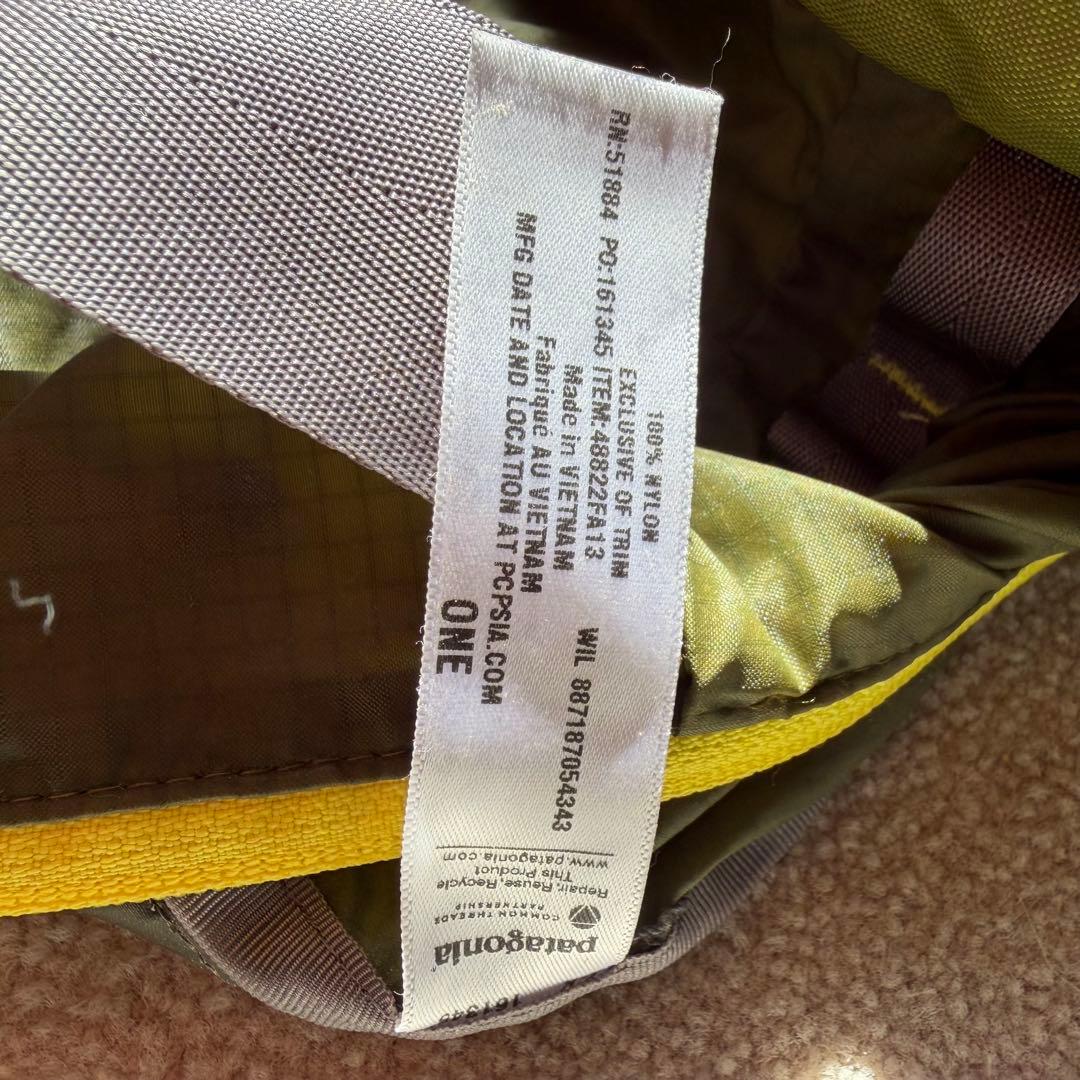 100% NYLON
EXCLUSIVE OF TRIM
RN:51884 PO:161345 ITEM:48822FA13 WIL 887187054343
Made in VIETNAM
Fabriqué AU VIETNAM
MFG DATE AND LOCATION AT PCPSIA.COM
ONE
patagonia
COMMON THREADS
PARTNERSHIP
Repair, Reuse, Recycle
This Product
www.patagonia.com